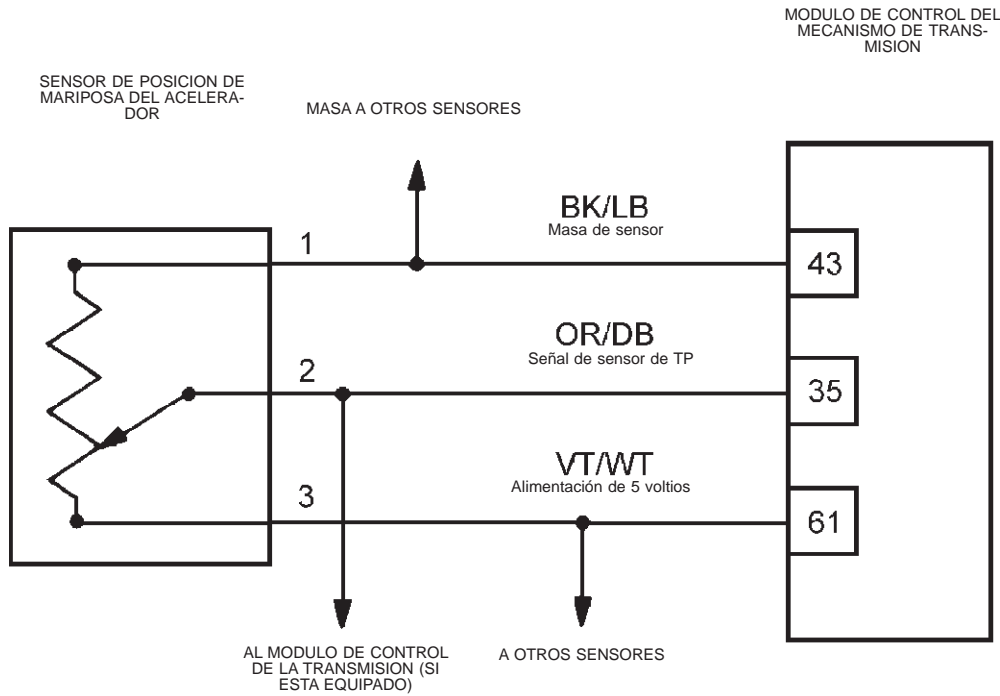 MODULO DE CONTROL DEL
MECANISMO DE TRANS-
MISION
SENSOR DE POSICION DE
MARIPOSA DEL ACELERA-
DOR
MASA A OTROS SENSORES
1
BK/LB
Masa de sensor
43
2
OR/DB
Señal de sensor de TP
35
3
VT/WT
Alimentación de 5 voltios
61
AL MODULO DE CONTROL
DE LA TRANSMISION (SI
ESTA EQUIPADO)
A OTROS SENSORES